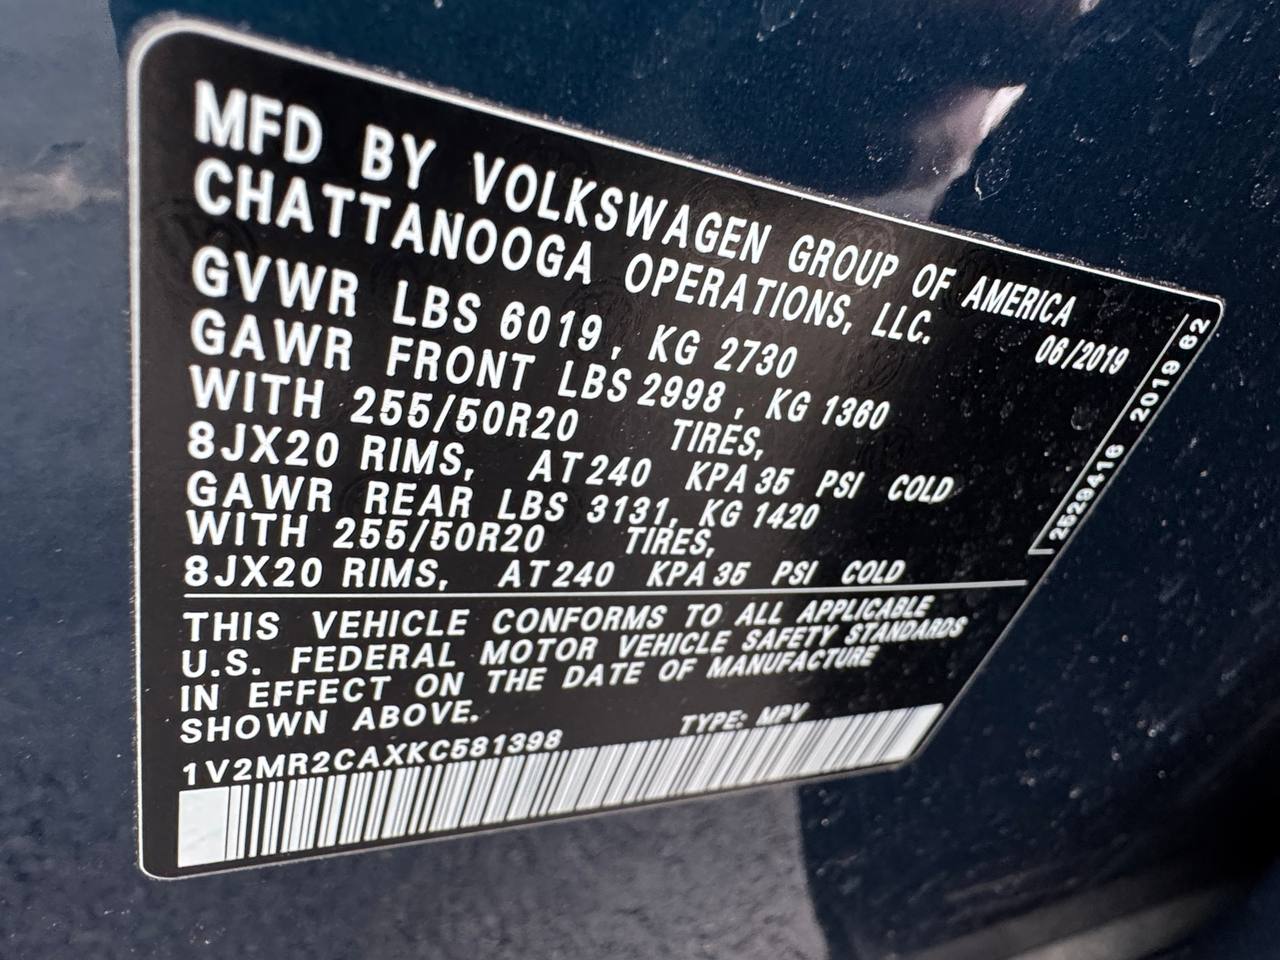 MFD BY VOLKSWAGEN GROUP OF AMERICA
CHATTANOOGA OPERATIONS, LLC.
06/2019
GVWR LBS 6019, KG 2730
GAWR FRONT LBS 2998, KG 1360
WITH 255/50R20 TIRES,
8JX20 RIMS, AT 240 KPA 35 PSI COLD
GAWR REAR LBS 3131, KG 1420
WITH 255/50R20 TIRES,
8JX20 RIMS, AT 240 KPA 35 PSI COLD
THIS VEHICLE CONFORMS TO ALL APPLICABLE
U.S. FEDERAL MOTOR VEHICLE SAFETY STANDARDS
IN EFFECT ON THE DATE OF MANUFACTURE
SHOWN ABOVE.
TYPE: MPV
1V2MR2CAXKC581398
2529416 2019 62